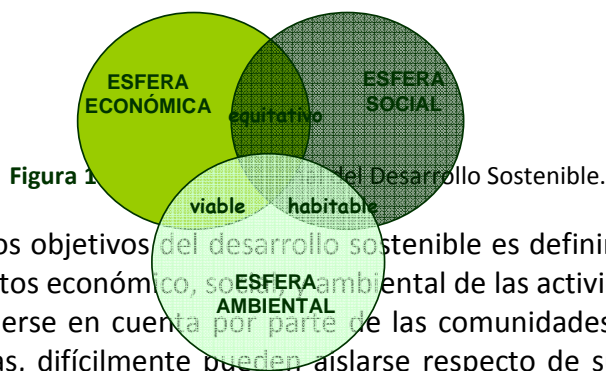 ESFERA
ECONÓMICA
ESFERA
SOCIAL
equitativo
Figura 1 del Desarrollo Sostenible.
viable habitable
os objetivos del desarrollo sostenible es defini
tos económico, social, y ambiental de las activi
erse en cuenta por parte de las comunidades
ESFERA
AMBIENTAL
as, difícilmente pueden aislarse respecto de s